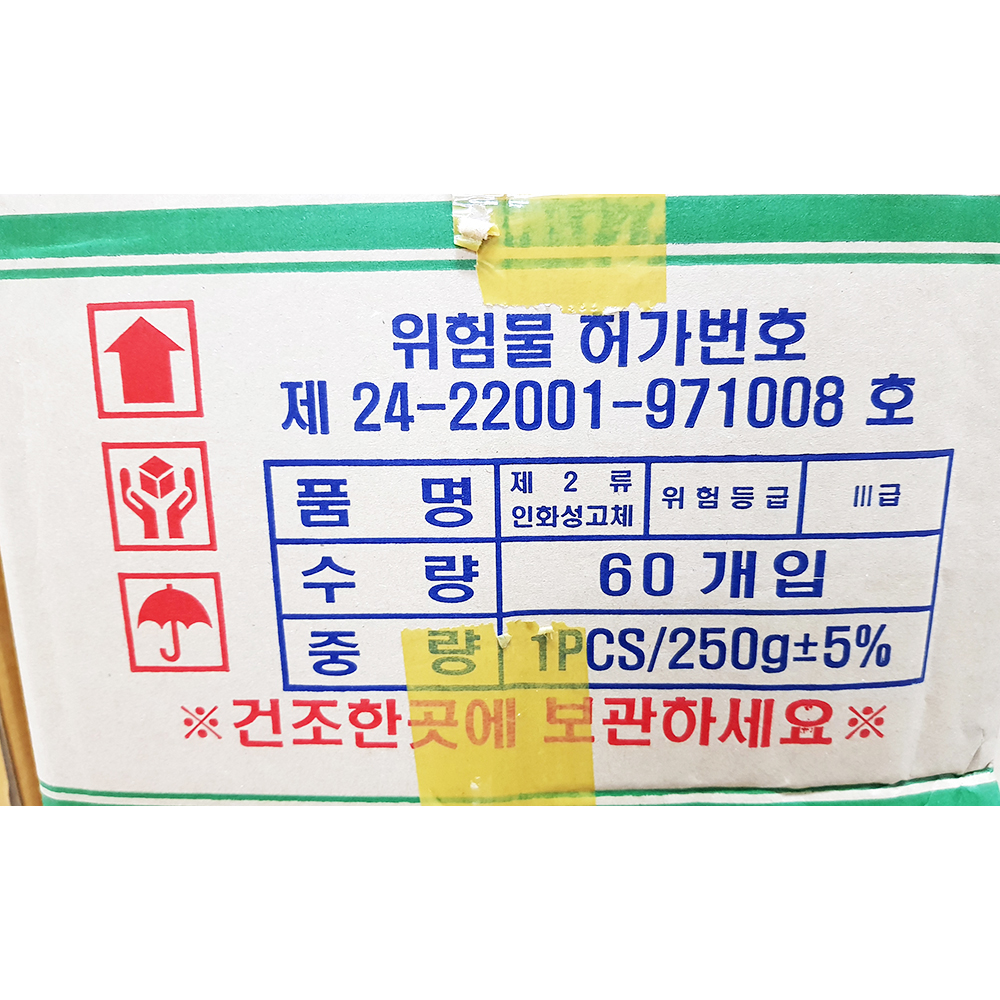 위험물 허가번호
제 24-22001-971008 호
품 명 제 2 류 인화성고체 위험등급 Ⅲ급
수 량 60 개입
중 량 1PCS/250g±5%
※건조한곳에 보관하세요※